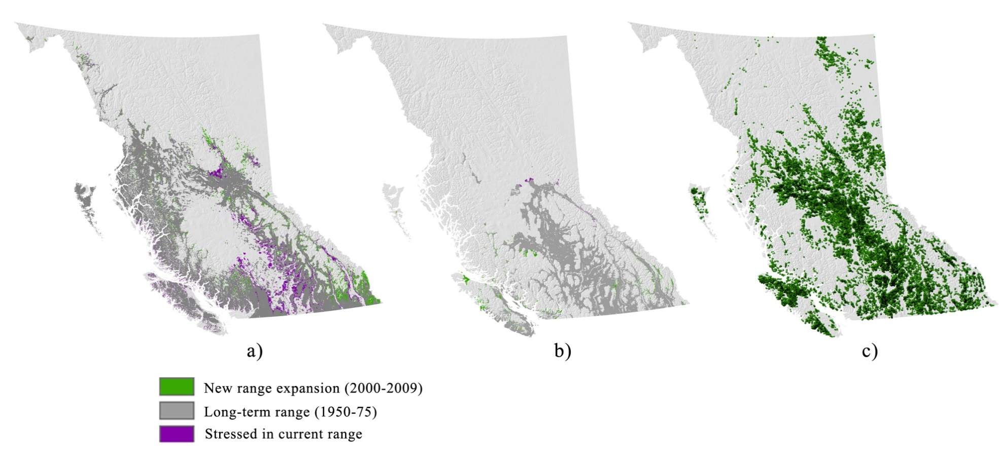 a)
b)
c)
New range expansion (2000-2009)
Long-term range (1950-75)
Stressed in current range